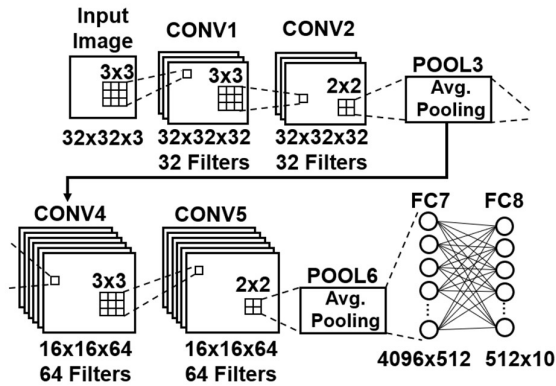 Input
Image
CONV1
CONV2
POOL3
3x3
3x3
2x2
Avg.
Pooling
32x32x3
32x32x32
32x32x32
32 Filters
32 Filters
CONV4
CONV5
POOL6
FC7
FC8
3x3
2x2
Avg.
Pooling
16x16x64
16x16x64
64 Filters
64 Filters
4096x512
512x10